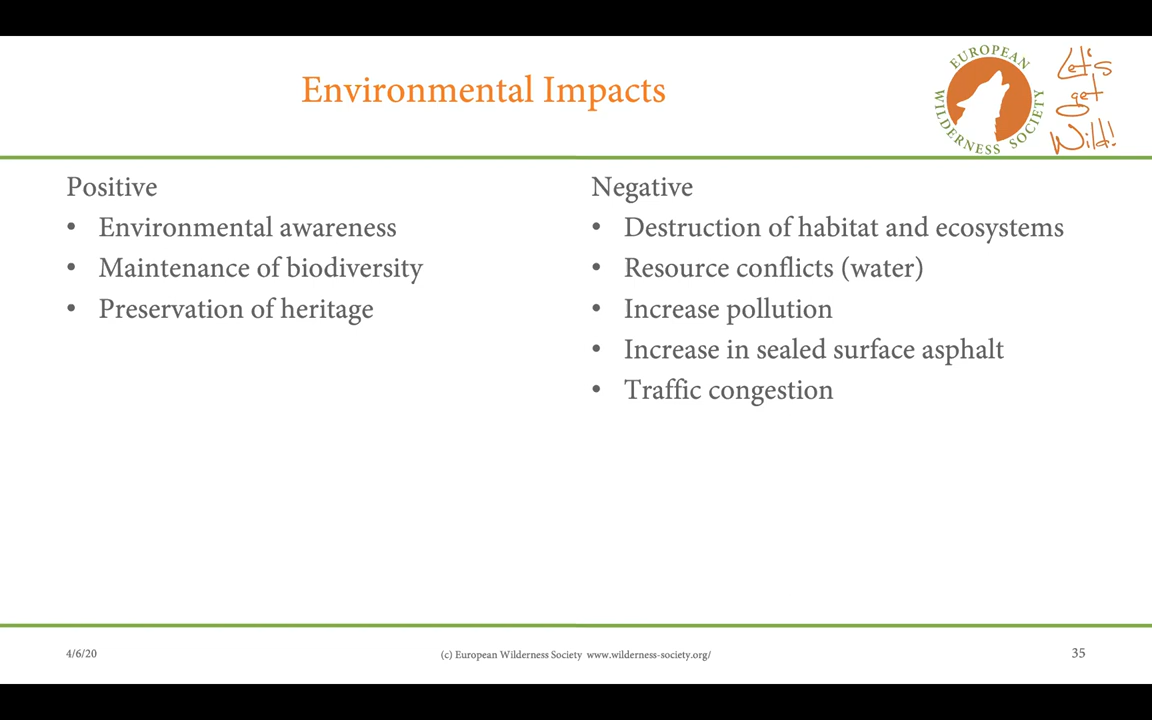 Environmental Impacts
EUROPEAN
WILDERNESS SOCIETY
Let's
get
Wild!
Positive
• Environmental awareness
• Maintenance of biodiversity
• Preservation of heritage
Negative
• Destruction of habitat and ecosystems
• Resource conflicts (water)
• Increase pollution
• Increase in sealed surface asphalt
• Traffic congestion
4/6/20
(c) European Wilderness Society www.wilderness-society.org/
35